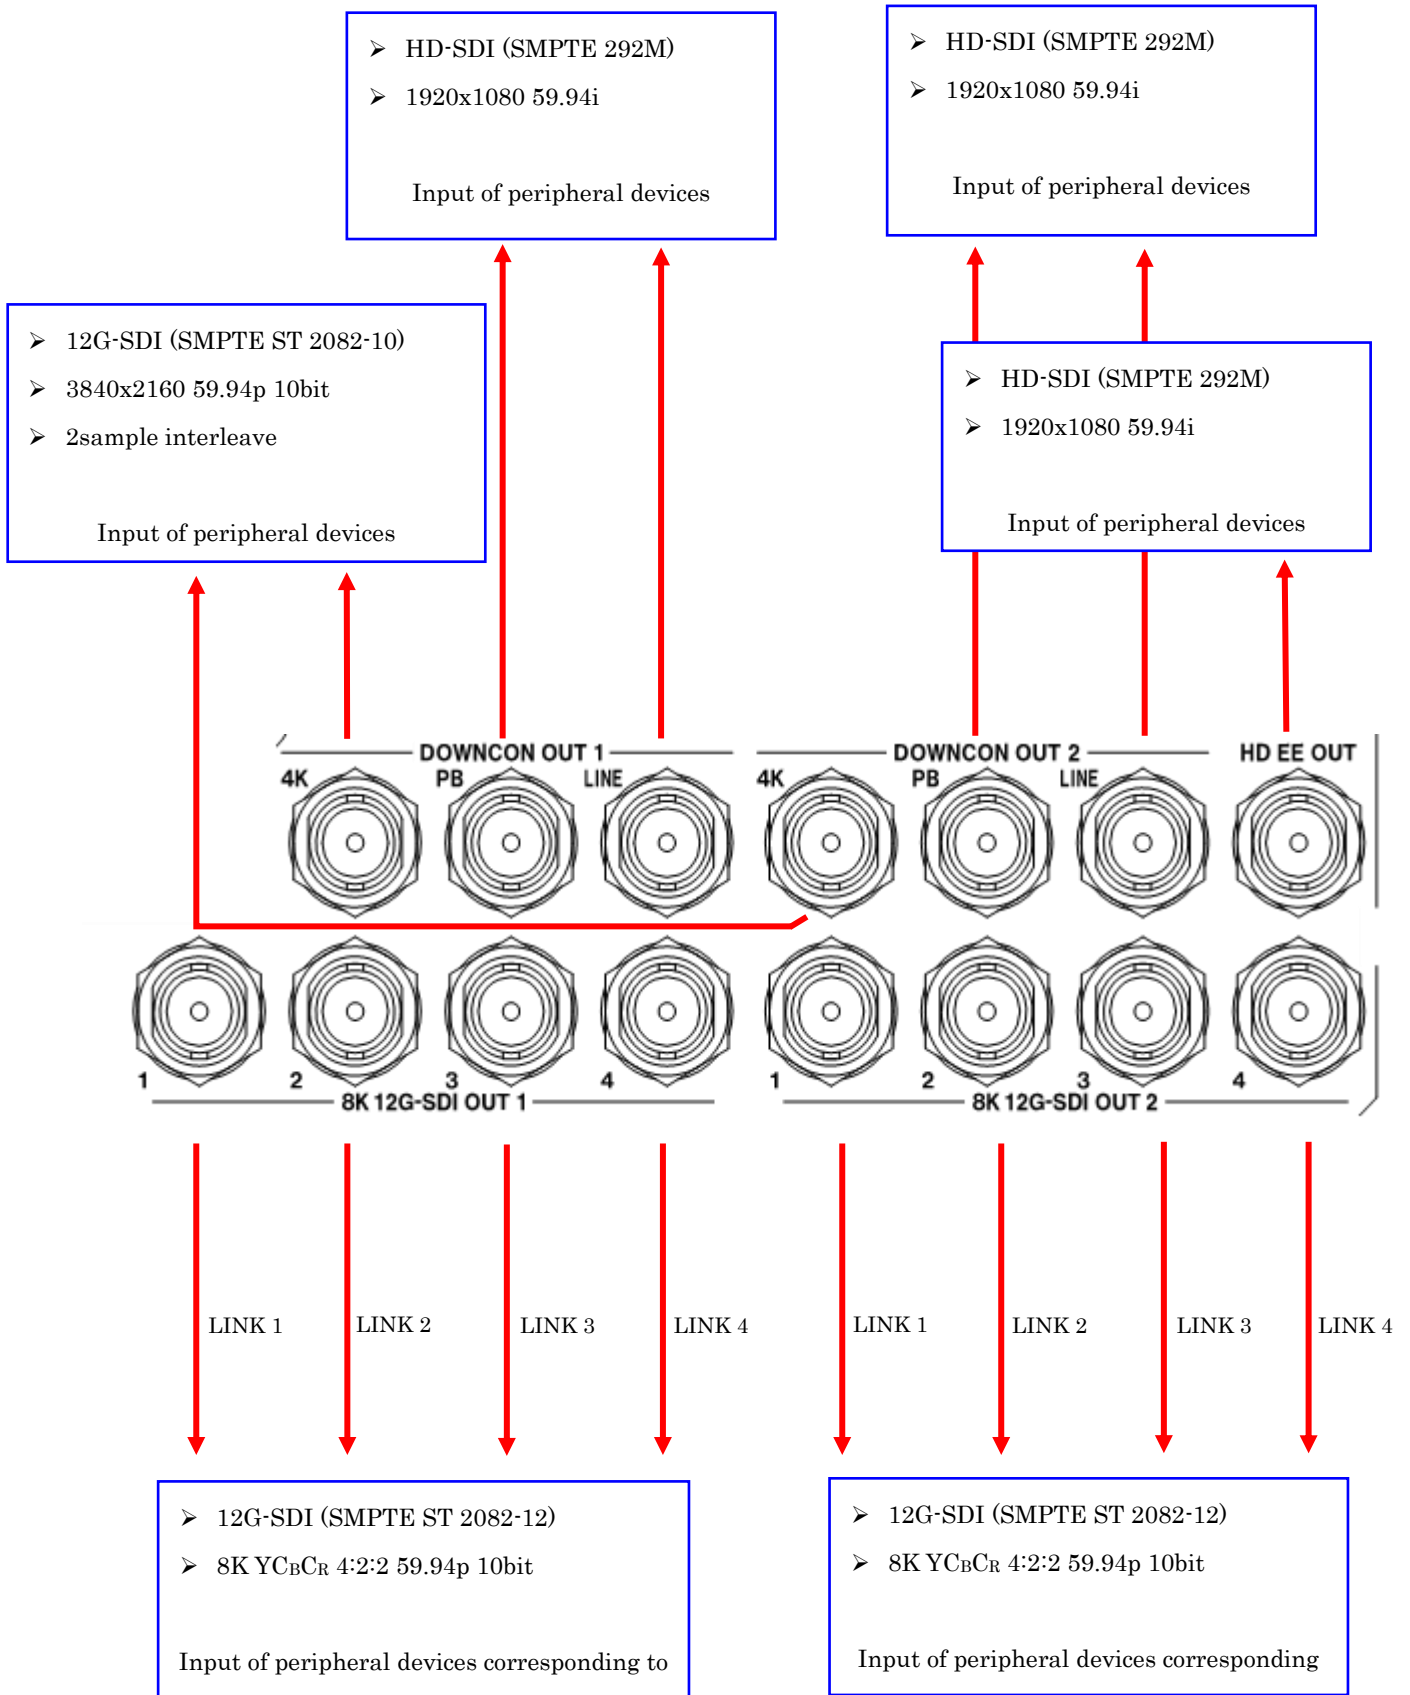 ➢ HD-SDI (SMPTE 292M)
➢ 1920x1080 59.94i
Input of peripheral devices
➢ HD-SDI (SMPTE 292M)
➢ 1920x1080 59.94i
Input of peripheral devices
➢ 12G-SDI (SMPTE ST 2082-10)
➢ 3840x2160 59.94p 10bit
➢ 2sample interleave
Input of peripheral devices
➢ HD-SDI (SMPTE 292M)
➢ 1920x1080 59.94i
Input of peripheral devices
DOWNCON OUT 1
4K PB LINE
DOWNCON OUT 2
4K PB LINE
HD EE OUT
1 2 3 4
8K 12G-SDI OUT 1
1 2 3 4
8K 12G-SDI OUT 2
LINK 1 LINK 2 LINK 3 LINK 4
LINK 1 LINK 2 LINK 3 LINK 4
➢ 12G-SDI (SMPTE ST 2082-12)
➢ 8K YCBCR 4:2:2 59.94p 10bit
Input of peripheral devices corresponding to
➢ 12G-SDI (SMPTE ST 2082-12)
➢ 8K YCBCR 4:2:2 59.94p 10bit
Input of peripheral devices corresponding